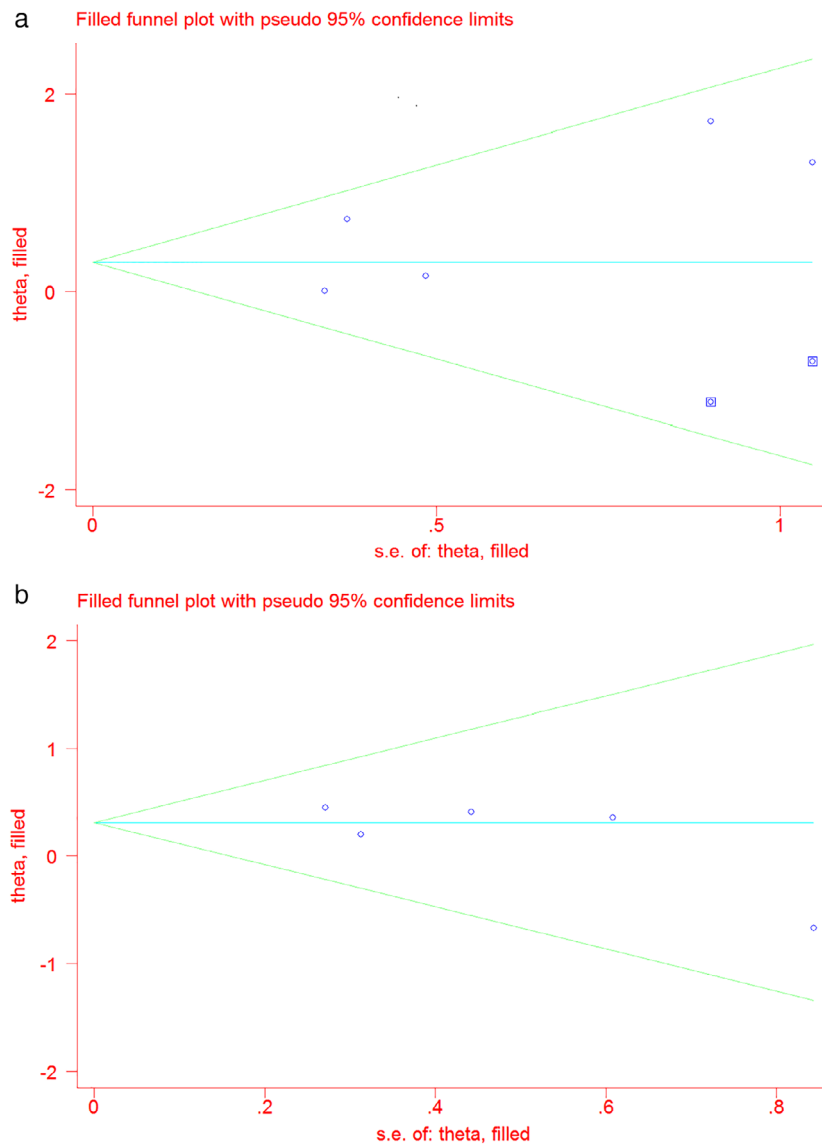 a
Filled funnel plot with pseudo 95% confidence limits
2
0
-2
theta, filled
0 .5 1
s.e. of: theta, filled
b
Filled funnel plot with pseudo 95% confidence limits
2
1
0
-1
-2
theta, filled
0 .2 .4 .6 .8
s.e. of: theta, filled